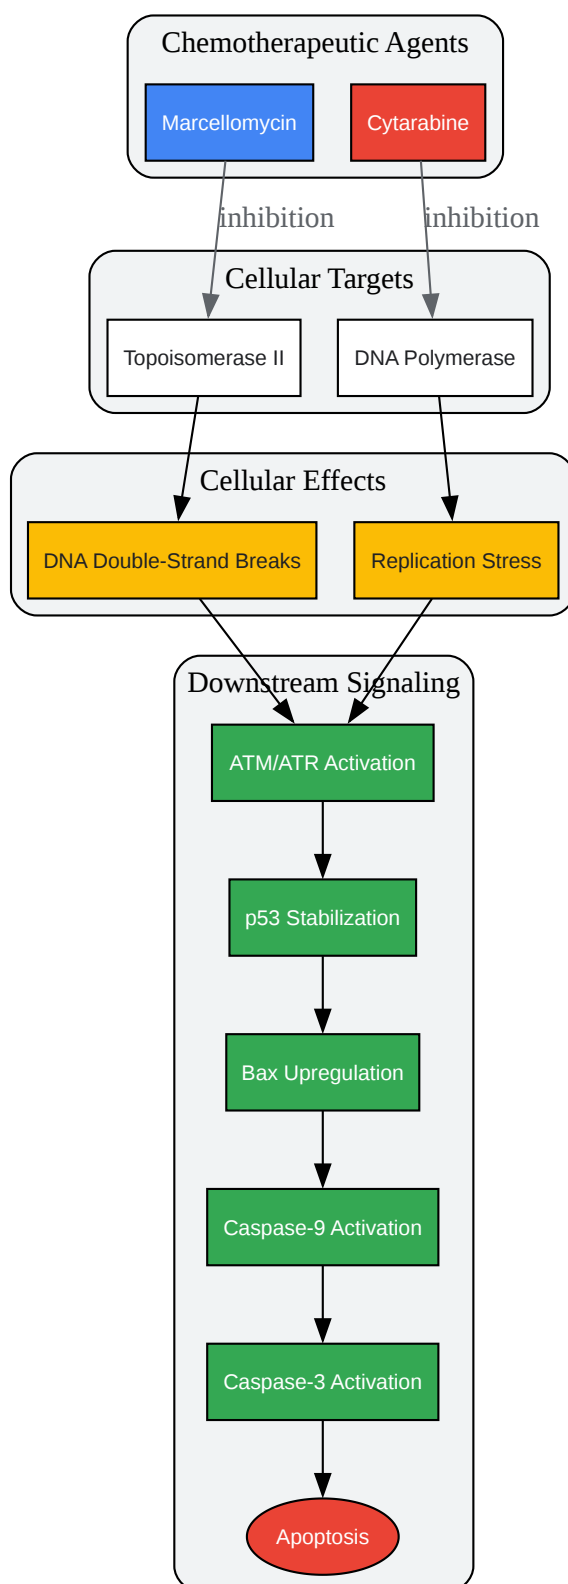 Chemotherapeutic Agents
Marcellomycin
Cytarabine
inhibition
inhibition
Cellular Targets
Topoisomerase II
DNA Polymerase
Cellular Effects
DNA Double-Strand Breaks
Replication Stress
Downstream Signaling
ATM/ATR Activation
p53 Stabilization
Bax Upregulation
Caspase-9 Activation
Caspase-3 Activation
Apoptosis